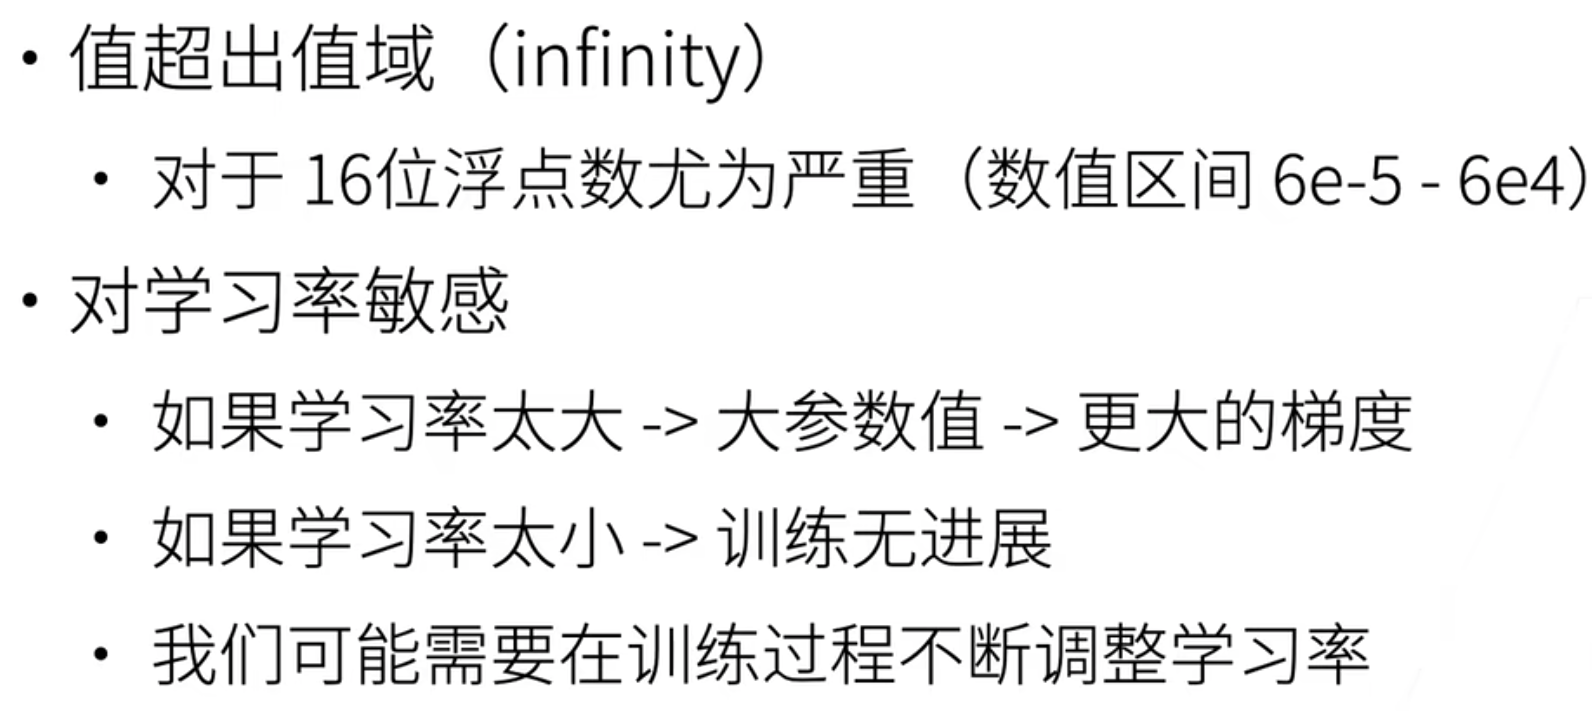 • 值超出值域（infinity）
• 对于 16位浮点数尤为严重（数值区间 6e-5 - 6e4）
• 对学习率敏感
• 如果学习率太大 -> 大参数值 -> 更大的梯度
• 如果学习率太小 -> 训练无进展
• 我们可能需要在训练过程不断调整学习率